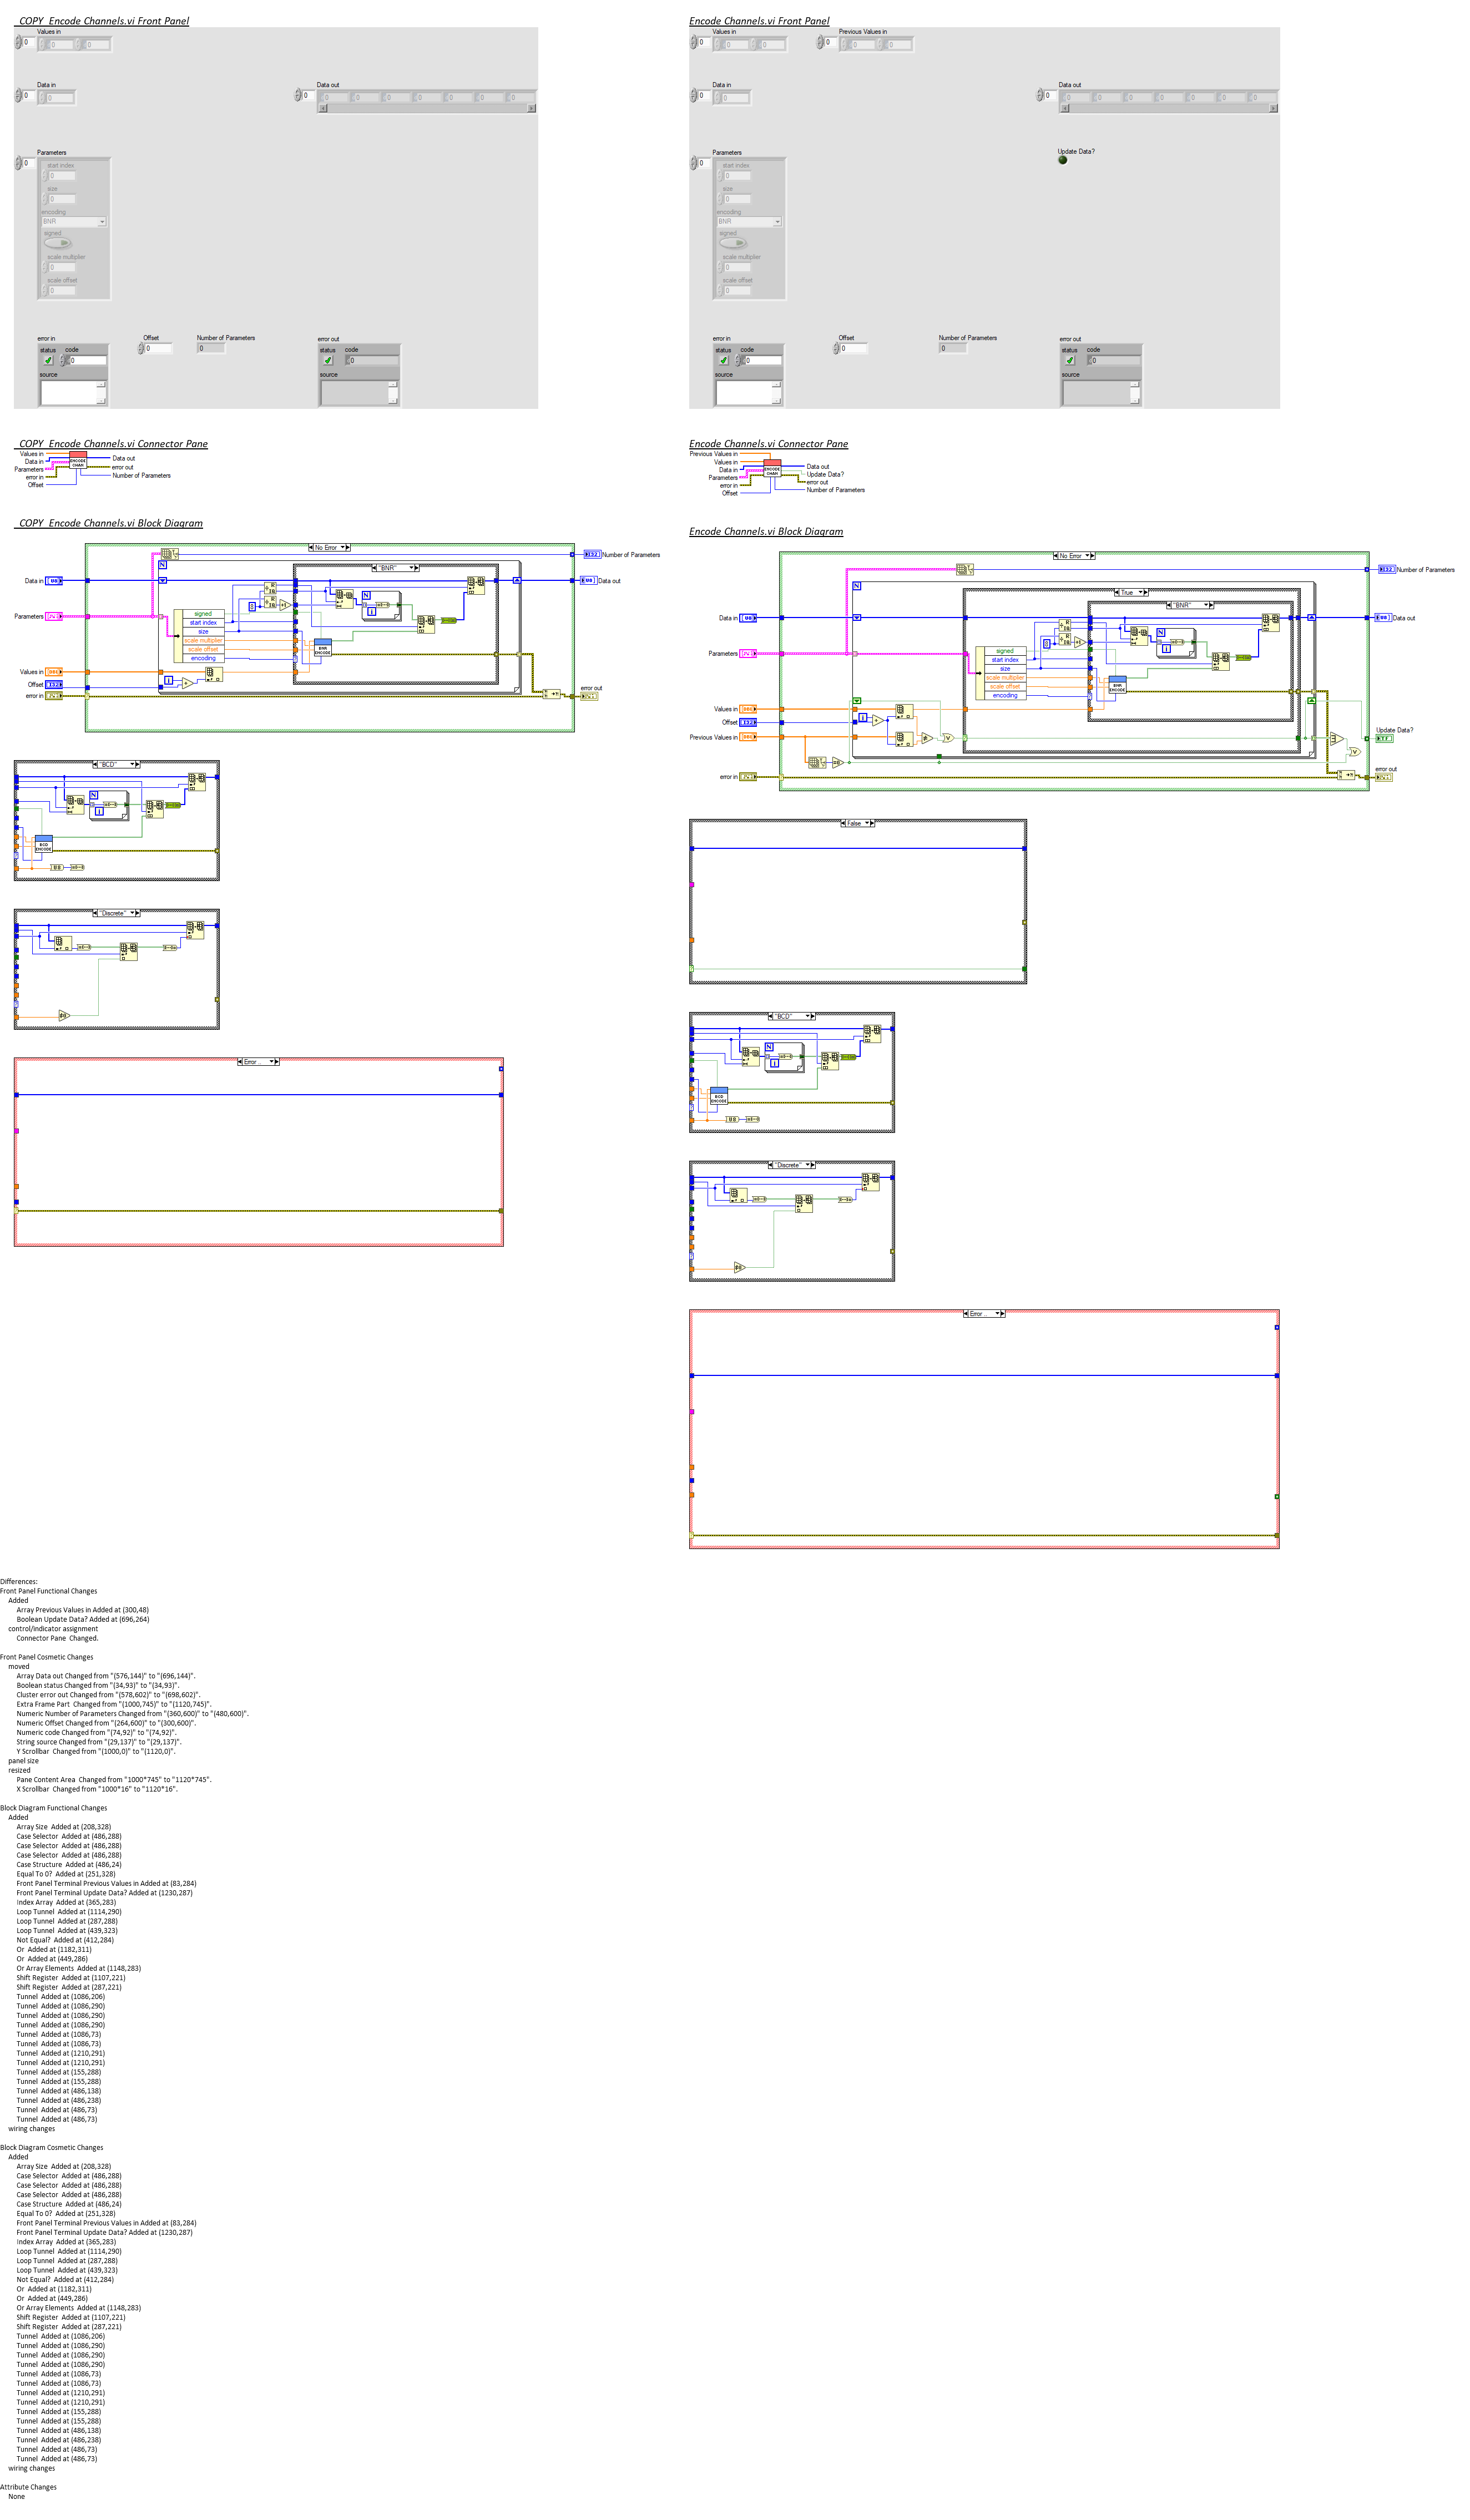 _COPY_Encode Channels.vi Front Panel
Values in
0
0
0
Data in
0
0
Data out
0
0
0
0
0
0
0
0
Parameters
0
start index
0
size
0
encoding
BNR
signed
scale multiplier
0
scale offset
0
error in
status code
0
source
Offset
0
Number of Parameters
0
error out
status code
0
source
Encode Channels.vi Front Panel
Values in
0
0
0
Previous Values in
0
0
0
Data in
0
0
Data out
0
0
0
0
0
0
0
0
Parameters
0
start index
0
size
0
encoding
BNR
signed
scale multiplier
0
scale offset
0
Update Data?
error in
status code
0
source
Offset
0
Number of Parameters
0
error out
status code
0
source
_COPY_Encode Channels.vi Connector Pane
Values in
Data in
Parameters
error in
Offset
ENCODE
CHAN
Data out
error out
Number of Parameters
Encode Channels.vi Connector Pane
Previous Values in
Values in
Data in
Parameters
error in
Offset
ENCODE
CHAN
Data out
Update Data?
error out
Number of Parameters
_COPY_Encode Channels.vi Block Diagram
No Error
Number of Parameters
N
"BNR"
Data in
Data out
Parameters
signed
start index
size
scale multiplier
scale offset
encoding
N
i
BNR
ENCODE
Values in
Offset
error in
i
error out
"BCD"
N
i
BCD
ENCODE
"Discrete"
Error
Encode Channels.vi Block Diagram
No Error
Number of Parameters
N
True
"BNR"
Data in
Data out
Parameters
signed
start index
size
scale multiplier
scale offset
encoding
N
i
BNR
ENCODE
Values in
Offset
Previous Values in
i
Update Data?
error in
error out
False
"BCD"
N
i
BCD
ENCODE
"Discrete"
Error
Differences:
Front Panel Functional Changes
Added
Array Previous Values in Added at (300,48)
Boolean Update Data? Added at (696,264)
control/indicator assignment
Connector Pane Changed.
Front Panel Cosmetic Changes
moved
Array Data out Changed from "(576,144)" to "(696,144)".
Boolean status Changed from "(34,93)" to "(34,93)".
Cluster error out Changed from "(578,602)" to "(698,602)".
Extra Frame Part Changed from "(1000,745)" to "(1120,745)".
Numeric Number of Parameters Changed from "(360,600)" to "(480,600)".
Numeric Offset Changed from "(264,600)" to "(300,600)".
Numeric code Changed from "(74,92)" to "(74,92)".
String source Changed from "(29,137)" to "(29,137)".
Y Scrollbar Changed from "(1000,0)" to "(1120,0)".
panel size
resized
Pane Content Area Changed from "1000*745" to "1120*745".
X Scrollbar Changed from "1000*16" to "1120*16".
Block Diagram Functional Changes
Added
Array Size Added at (208,328)
Case Selector Added at (486,288)
Case Selector Added at (486,288)
Case Selector Added at (486,288)
Case Structure Added at (486,24)
Equal To 0? Added at (251,328)
Front Panel Terminal Previous Values in Added at (83,284)
Front Panel Terminal Update Data? Added at (1230,287)
Index Array Added at (365,283)
Loop Tunnel Added at (1114,290)
Loop Tunnel Added at (287,288)
Loop Tunnel Added at (439,323)
Not Equal? Added at (412,284)
Or Added at (1182,311)
Or Added at (449,286)
Or Array Elements Added at (1148,283)
Shift Register Added at (1107,221)
Shift Register Added at (287,221)
Tunnel Added at (1086,206)
Tunnel Added at (1086,290)
Tunnel Added at (1086,290)
Tunnel Added at (1086,290)
Tunnel Added at (1086,73)
Tunnel Added at (1086,73)
Tunnel Added at (1210,291)
Tunnel Added at (1210,291)
Tunnel Added at (155,288)
Tunnel Added at (155,288)
Tunnel Added at (486,138)
Tunnel Added at (486,238)
Tunnel Added at (486,73)
Tunnel Added at (486,73)
wiring changes
Block Diagram Cosmetic Changes
Added
Array Size Added at (208,328)
Case Selector Added at (486,288)
Case Selector Added at (486,288)
Case Selector Added at (486,288)
Case Structure Added at (486,24)
Equal To 0? Added at (251,328)
Front Panel Terminal Previous Values in Added at (83,284)
Front Panel Terminal Update Data? Added at (1230,287)
Index Array Added at (365,283)
Loop Tunnel Added at (1114,290)
Loop Tunnel Added at (287,288)
Loop Tunnel Added at (439,323)
Not Equal? Added at (412,284)
Or Added at (1182,311)
Or Added at (449,286)
Or Array Elements Added at (1148,283)
Shift Register Added at (1107,221)
Shift Register Added at (287,221)
Tunnel Added at (1086,206)
Tunnel Added at (1086,290)
Tunnel Added at (1086,290)
Tunnel Added at (1086,290)
Tunnel Added at (1086,73)
Tunnel Added at (1086,73)
Tunnel Added at (1210,291)
Tunnel Added at (1210,291)
Tunnel Added at (155,288)
Tunnel Added at (155,288)
Tunnel Added at (486,138)
Tunnel Added at (486,238)
Tunnel Added at (486,73)
Tunnel Added at (486,73)
wiring changes
Attribute Changes
None